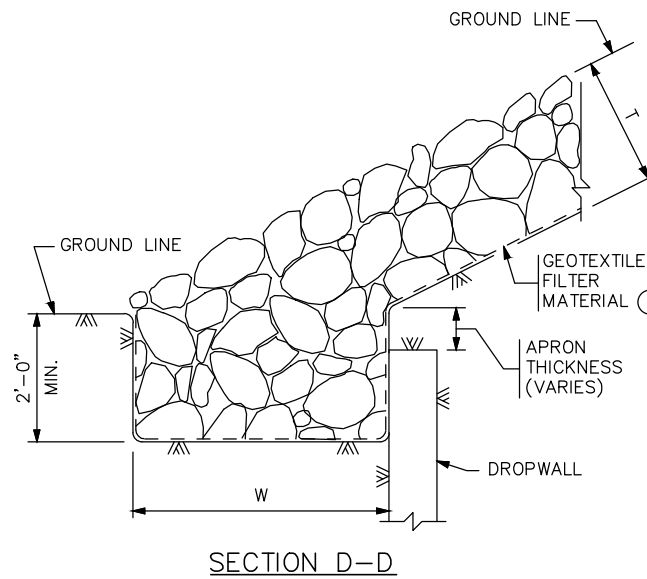 GROUND LINE
T
GROUND LINE
GEOTEXTILE
FILTER
MATERIAL
2'-0"
MIN.
APRON
THICKNESS
(VARIES)
DROPWALL
W
SECTION D-D